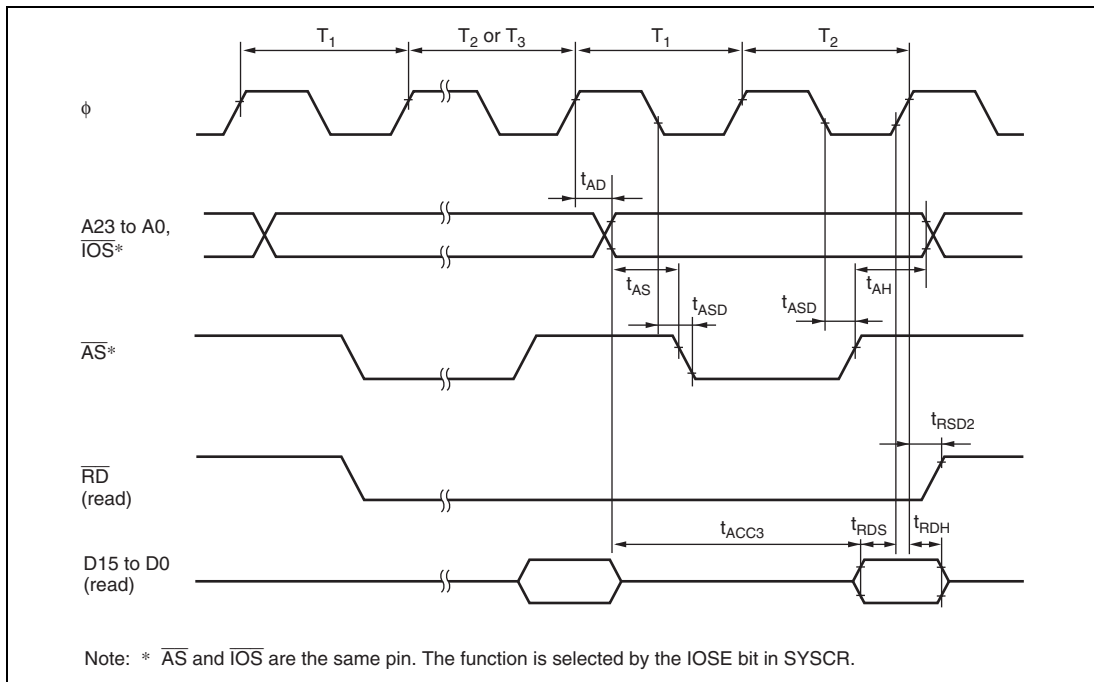 T1 T2 or T3 T1 T2
ϕ
tAD
A23 to A0,
IOS*
tAS tAH
tASD tASD
AS*
tRSD2
RD
(read)
tACC3 tRDS tRDH
D15 to D0
(read)
Note: * AS and IOS are the same pin. The function is selected by the IOSE bit in SYSCR.